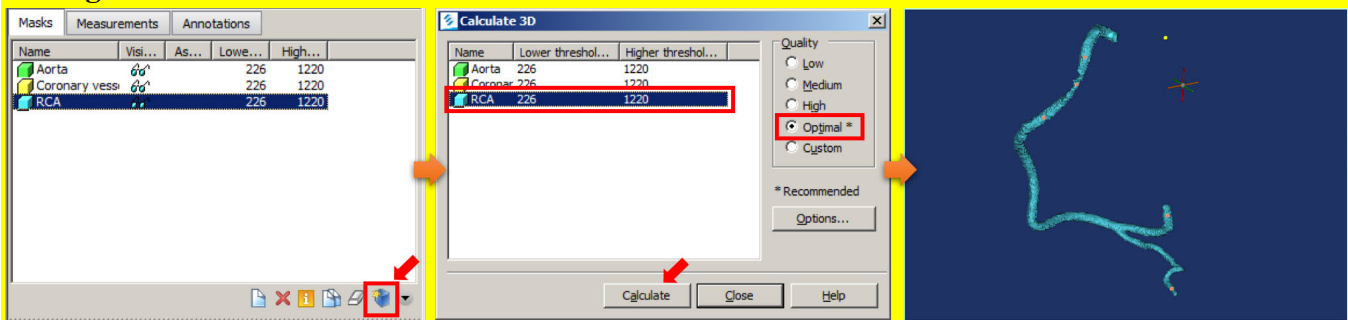 Masks Measurements Annotations
Name Visi... As... Lowe... High...
Aorta 226 1220
Coronary vess 226 1220
RCA 226 1220
Calculate 3D
Name Lower threshol... Higher threshol...
Aorta 226 1220
Coronar 226 1220
RCA 226 1220
Quality
Low
Medium
High
Optimal *
Custom
* Recommended
Options...
Calculate Close Help